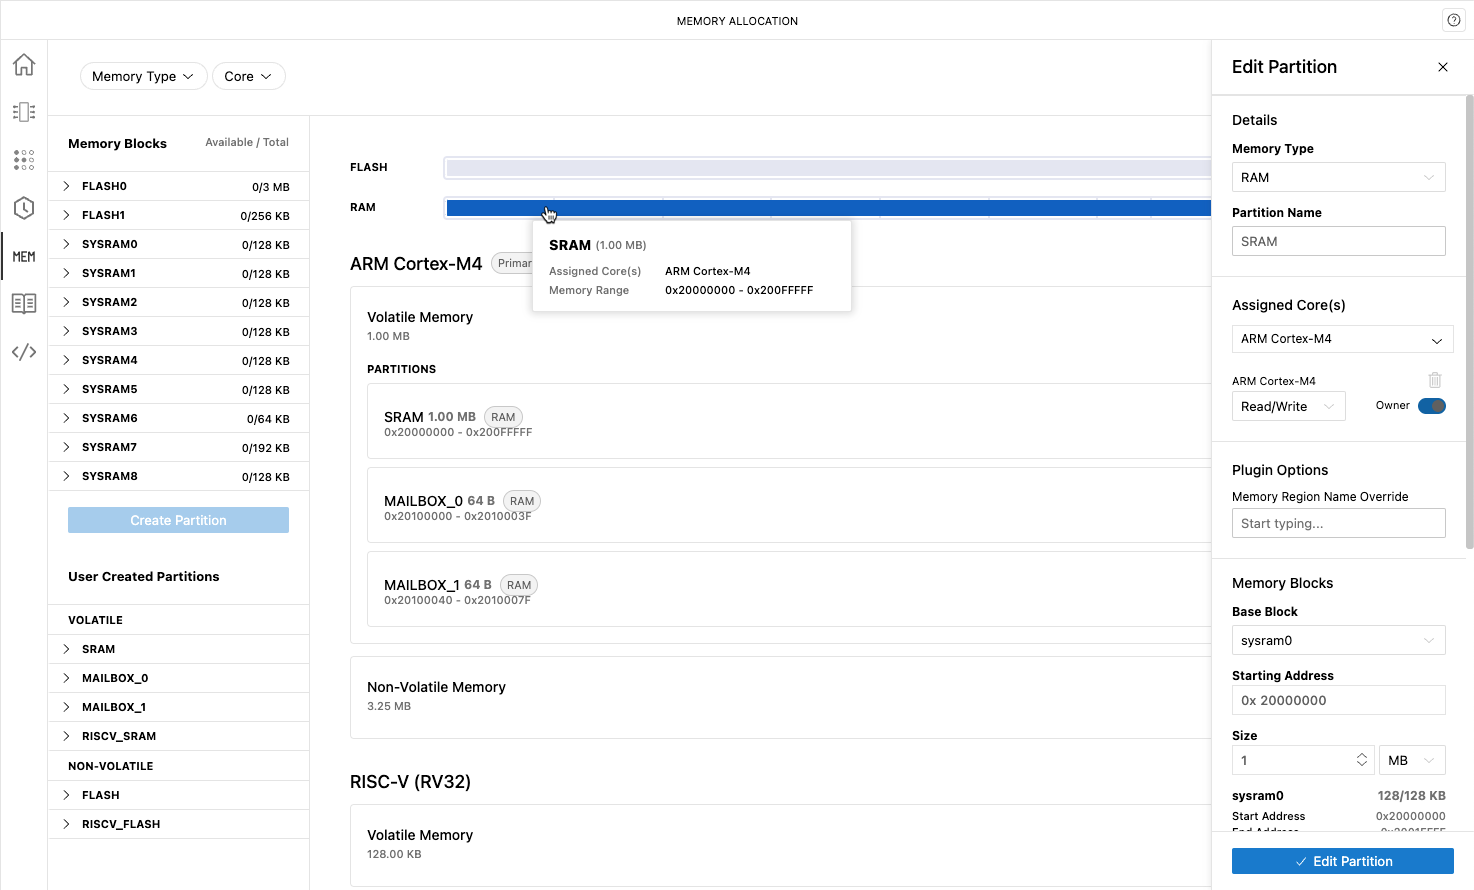 MEMORY ALLOCATION
Memory Type
Core
MEM
Memory Blocks
Available / Total
FLASH0 0/3 MB
FLASH1 0/256 KB
SYSRAM0 0/128 KB
SYSRAM1 0/128 KB
SYSRAM2 0/128 KB
SYSRAM3 0/128 KB
SYSRAM4 0/128 KB
SYSRAM5 0/128 KB
SYSRAM6 0/64 KB
SYSRAM7 0/192 KB
SYSRAM8 0/128 KB
Create Partition
User Created Partitions
VOLATILE
SRAM
MAILBOX_0
MAILBOX_1
RISCV_SRAM
NON-VOLATILE
FLASH
RISCV_FLASH
FLASH
RAM
SRAM (1.00 MB)
Assigned Core(s) ARM Cortex-M4
Memory Range 0x20000000 - 0x200FFFFF
ARM Cortex-M4 Primar
Volatile Memory
1.00 MB
PARTITIONS
SRAM 1.00 MB RAM
0x20000000 - 0x200FFFFF
MAILBOX_0 64 B RAM
0x20100000 - 0x2010003F
MAILBOX_1 64 B RAM
0x20100040 - 0x2010007F
Non-Volatile Memory
3.25 MB
RISC-V (RV32)
Volatile Memory
128.00 KB
Edit Partition
Details
Memory Type
RAM
Partition Name
SRAM
Assigned Core(s)
ARM Cortex-M4
ARM Cortex-M4
Read/Write
Owner
Plugin Options
Memory Region Name Override
Start typing...
Memory Blocks
Base Block
sysram0
Starting Address
0x 20000000
Size
1 MB
sysram0 128/128 KB
Start Address 0x20000000
End Address 0x2001FFFF
Edit Partition